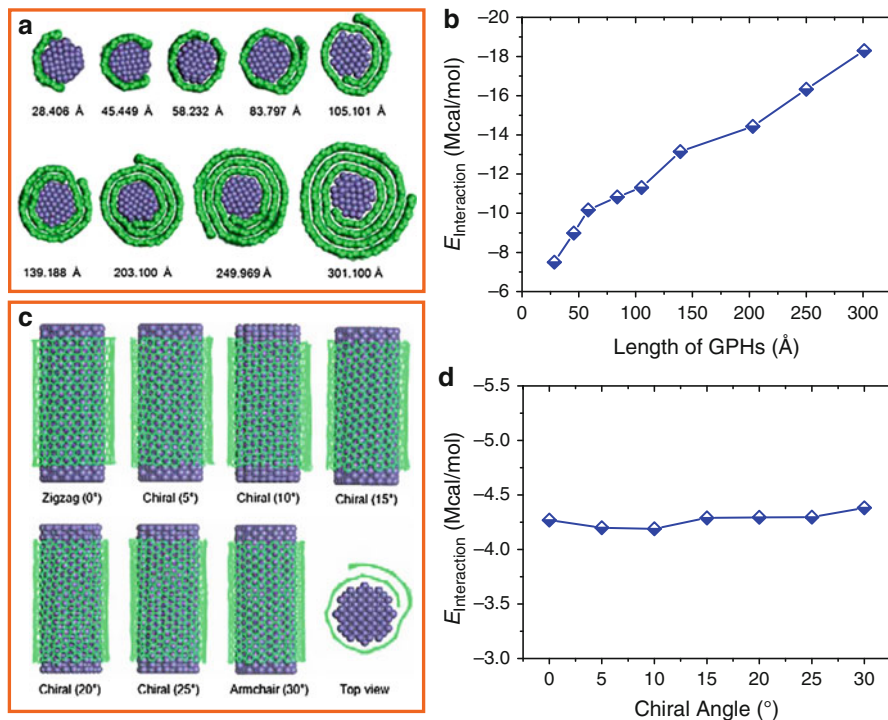 a
28.406 Å 45.449 Å 58.232 Å 83.797 Å 105.101 Å
139.188 Å 203.100 Å 249.969 Å 301.100 Å
b
E Interaction (Mcal/mol)
−20
−18
−16
−14
−12
−10
−8
−6
0 50 100 150 200 250 300
Length of GPHs (Å)
c
Zigzag (0°) Chiral (5°) Chiral (10°) Chiral (15°)
Chiral (20°) Chiral (25°) Armchair (30°) Top view
d
E Interaction (Mcal/mol)
−5.5
−5.0
−4.5
−4.0
−3.5
−3.0
0 5 10 15 20 25 30
Chiral Angle (°)